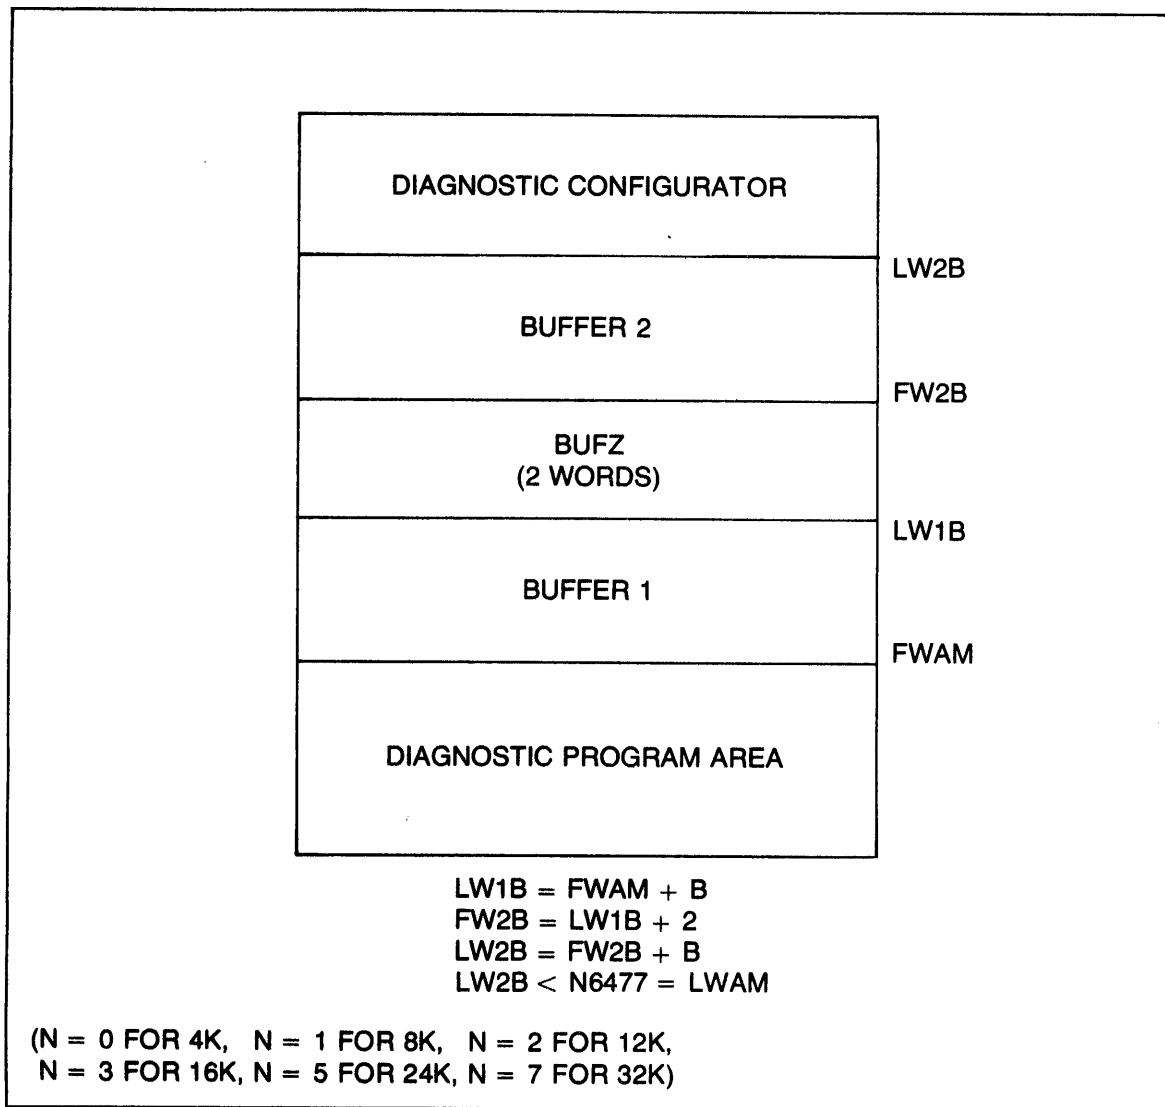 DIAGNOSTIC CONFIGURATOR
LW2B
BUFFER 2
FW2B
BUFZ
(2 WORDS)
LW1B
BUFFER 1
FWAM
DIAGNOSTIC PROGRAM AREA
LW1B = FWAM + B
FW2B = LW1B + 2
LW2B = FW2B + B
LW2B < N6477 = LWAM
(N = 0 FOR 4K, N = 1 FOR 8K, N = 2 FOR 12K,
N = 3 FOR 16K, N = 5 FOR 24K, N = 7 FOR 32K)